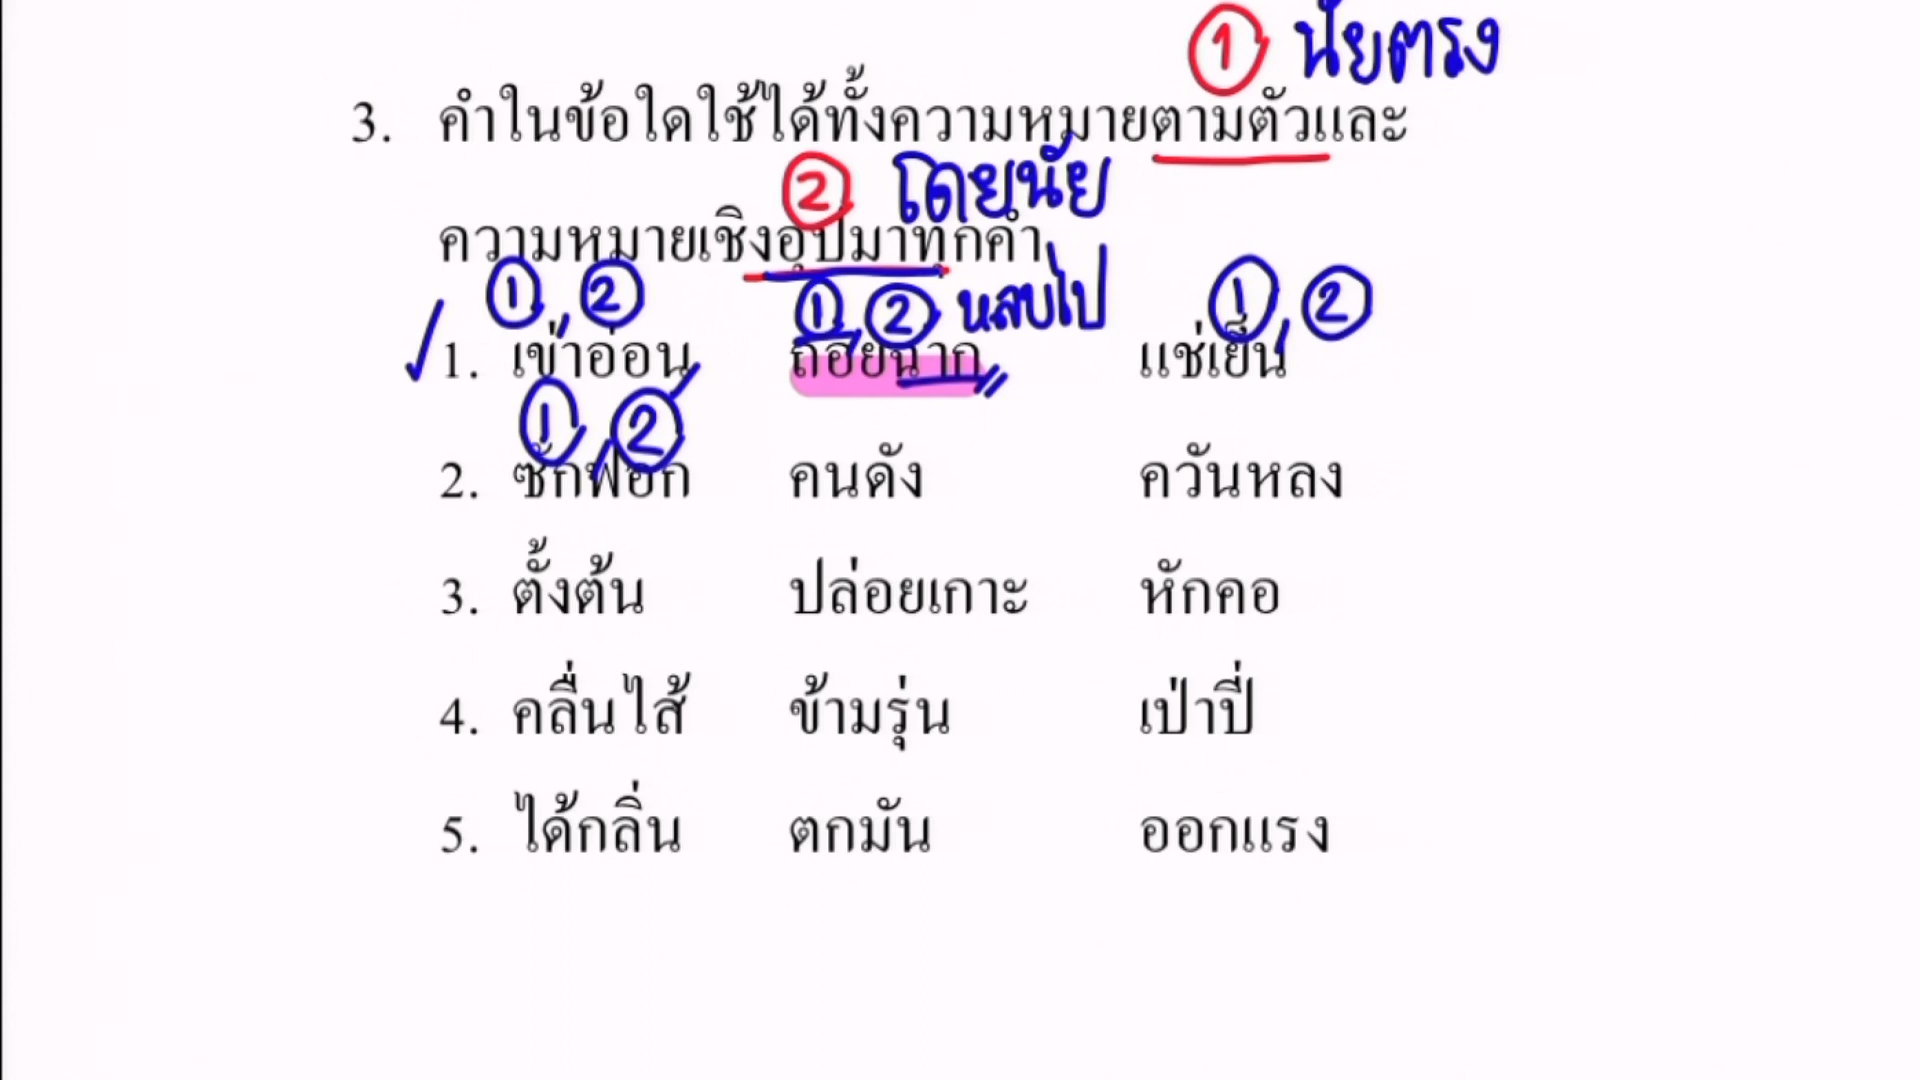 ① นัยตรง
3. คำในข้อใดใช้ได้ทั้งความหมายตามตัวและ
② โดยนัย
ความหมายเชิงอุปมาทุกคำ
①, ② ①, ② หลบไป ①, ②
✓ 1. เข่าอ่อน ถอยฉาก แช่เย็น
①, ②
2. ซักฟอก คนดัง ควันหลง
3. ตั้งต้น ปล่อยเกาะ หักคอ
4. คลื่นไส้ ข้ามรุ่น เป่าปี่
5. ได้กลิ่น ตกมัน ออกแรง